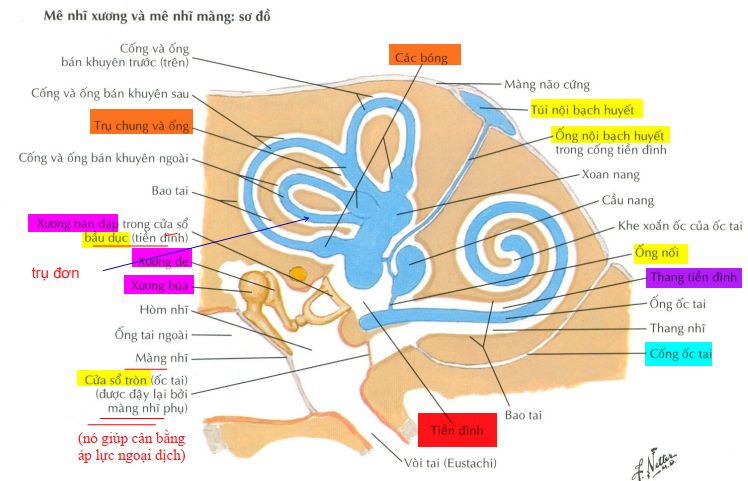 Mê nhĩ xương và mê nhĩ màng: sơ đồ
Cống và ống
bán khuyên trước (trên)
Cống và ống bán khuyên sau
Trụ chung và ống
Cống và ống bán khuyên ngoài
Bao tai
Xương bàn đạp trong cửa sổ
bầu dục (tiền đình)
trụ đơn
Xương đe
Xương búa
Hòm nhĩ
Ống tai ngoài
Màng nhĩ
Cửa sổ tròn (ốc tai)
(được đậy lại bởi
màng nhĩ phụ)
(nó giúp cân bằng
áp lực ngoại dịch)
Các bóng
Màng não cứng
Túi nội bạch huyết
Ống nội bạch huyết
trong cống tiền đình
Xoan nang
Cầu nang
Khe xoắn ốc của ốc tai
Ống nối
Thang tiền đình
Ống ốc tai
Thang nhĩ
Cống ốc tai
Bao tai
Tiền đình
Vòi tai (Eustachi)
F. Netter
M.D.